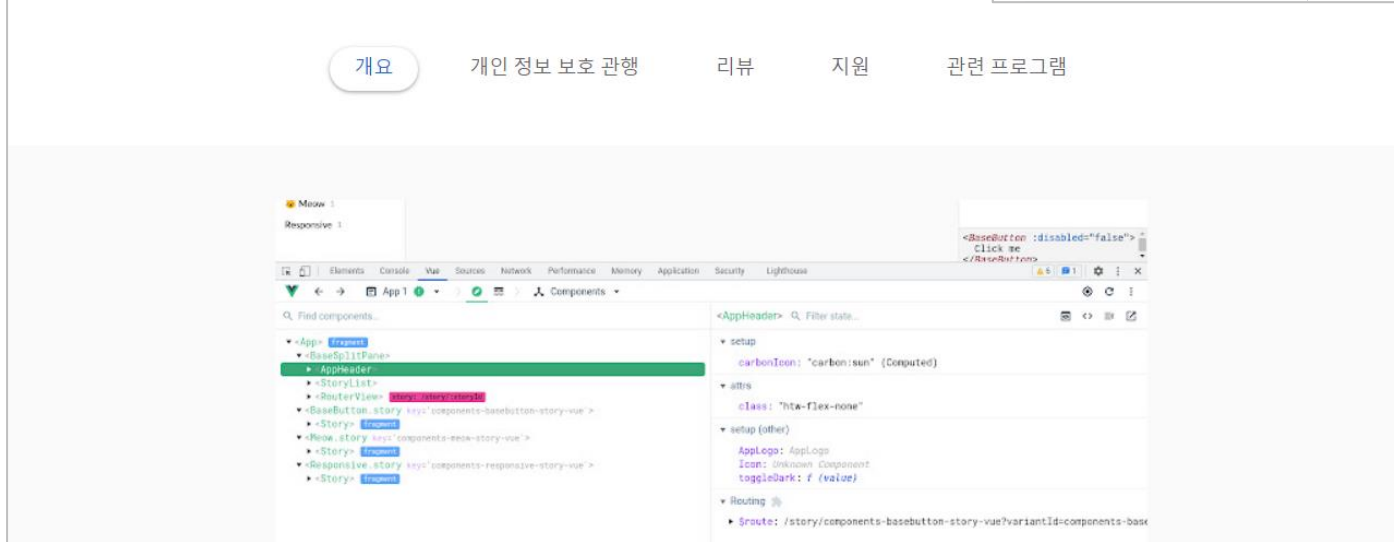 개요 개인 정보 보호 관행 리뷰 지원 관련 프로그램
Meow 1
Responsive 1
<BaseButton :disabled="false">
Click me
</BaseButton>
Elements Console Vue Sources Network Performance Memory Application Security Lighthouse 6 1
App 1 Components
Find components...
<AppHeader> Filter state...
<App> fragment
<BaseSplitPane>
<AppHeader>
<StoryList>
<RouterView> story: /story/:storyId
<BaseButton.story key='components-basebutton-story-vue'>
<Story> fragment
<Meow.story key='components-meow-story-vue'>
<Story> fragment
<Responsive.story key='components-responsive-story-vue'>
<Story> fragment
setup
carbonIcon: "carbon:sun" (Computed)
attrs
class: "htw-flex-none"
setup (other)
AppLogo: AppLogo
Icon: Unknown Component
toggleDark: f (value)
Routing
$route: /story/components-basebutton-story-vue?variantId=components-base